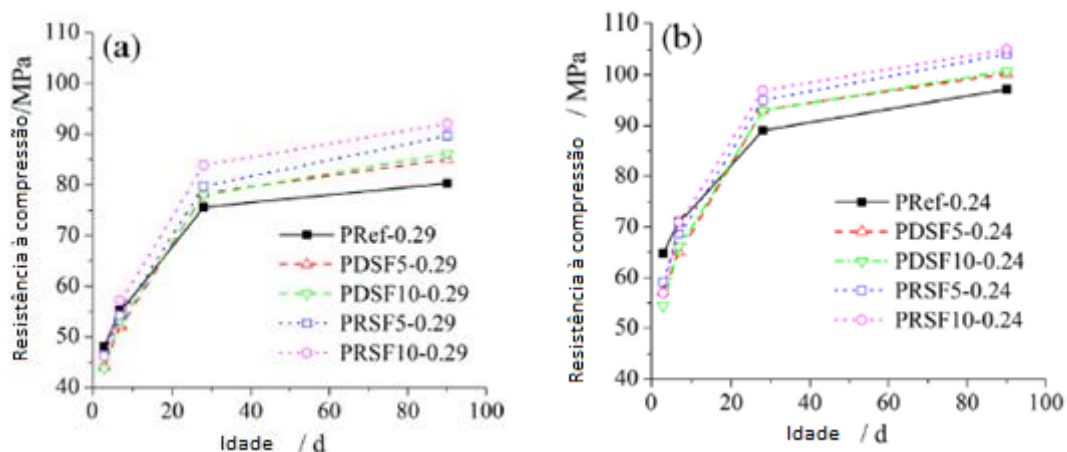 (a)
Resistência à compressão/MPa
110
100
90
80
70
60
50
40
PRef-0.29
PDSF5-0.29
PDSF10-0.29
PRSF5-0.29
PRSF10-0.29
0 20 40 60 80 100
Idade / d
(b)
Resistência à compressão / MPa
110
100
90
80
70
60
50
40
PRef-0.24
PDSF5-0.24
PDSF10-0.24
PRSF5-0.24
PRSF10-0.24
0 20 40 60 80 100
Idade / d